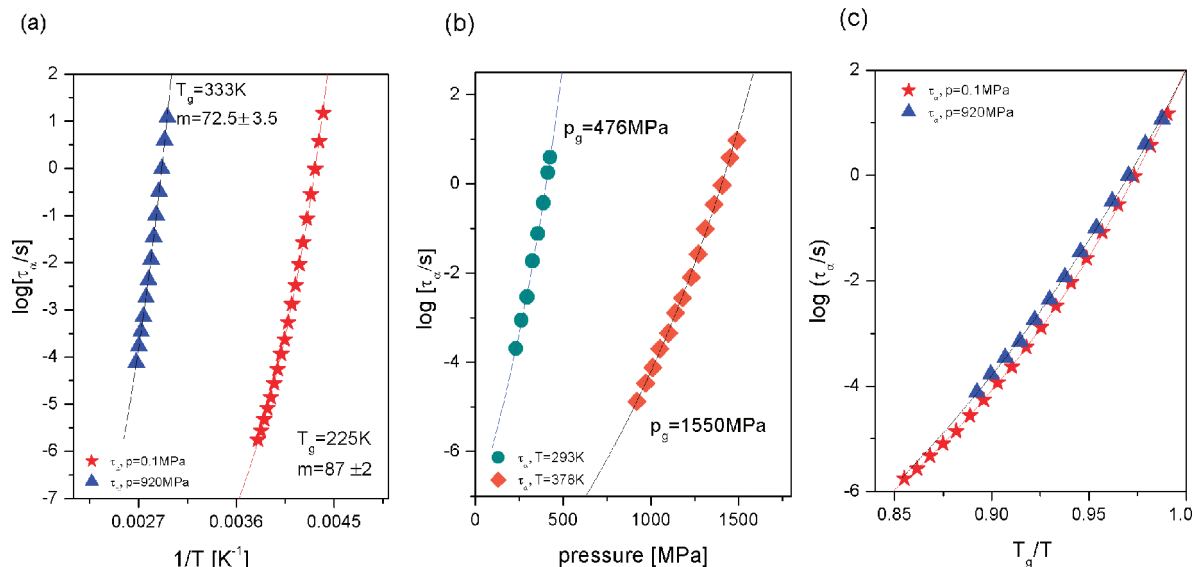 (a)
2
1
0
-1
-2
-3
-4
-5
-6
-7
log[τα/s]
Tg=333K
m=72.5±3.5
Tg=225K
m=87 ±2
, p=0.1MPa
, p=920MPa
0.0027
0.0036
0.0045
1/T [K-1]
(b)
2
0
-2
-4
-6
log [τα/s]
pg=476MPa
pg=1550MPa
τα, T=293K
τα, T=378K
0
500
1000
1500
pressure [MPa]
(c)
2
0
-2
-4
-6
log (τα/s)
τα, p=0.1MPa
τα, p=920MPa
0.85
0.90
0.95
1.0
Tg/T